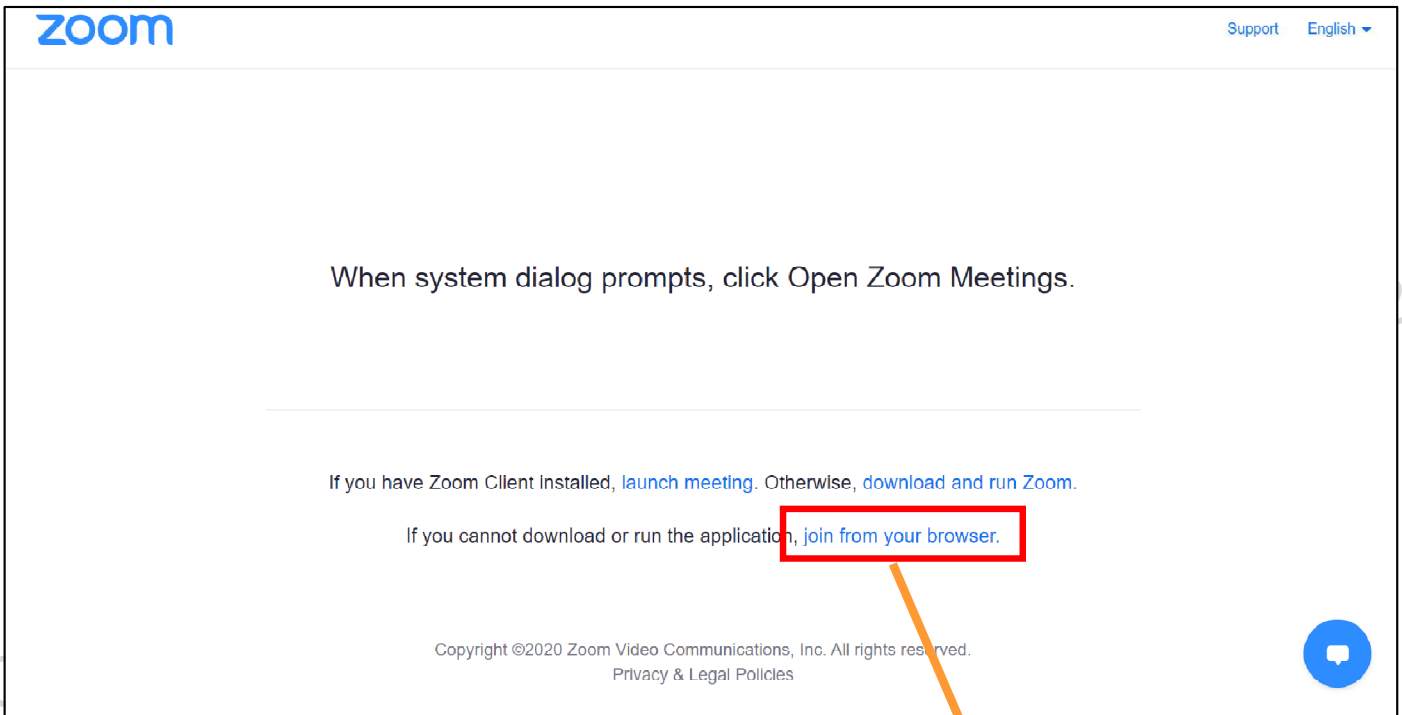 zoom
Support English
When system dialog prompts, click Open Zoom Meetings.
If you have Zoom Client installed, launch meeting. Otherwise, download and run Zoom.
If you cannot download or run the application, join from your browser.
Copyright ©2020 Zoom Video Communications, Inc. All rights reserved.
Privacy & Legal Policies